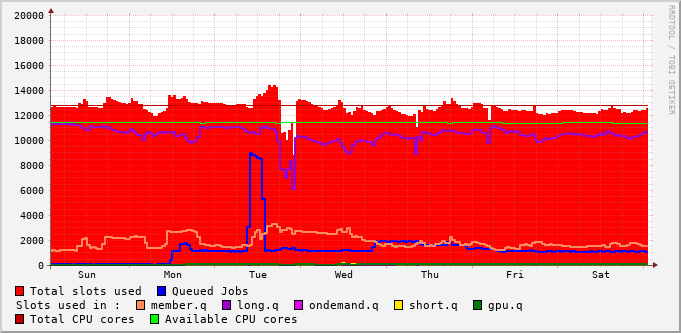 RRDTOOL / TOBI OETIKER
20000
18000
16000
14000
12000
10000
8000
6000
4000
2000
0
Sun Mon Tue Wed Thu Fri Sat
Total slots used Queued Jobs
Slots used in : member.q long.q ondemand.q short.q gpu.q
Total CPU cores Available CPU cores